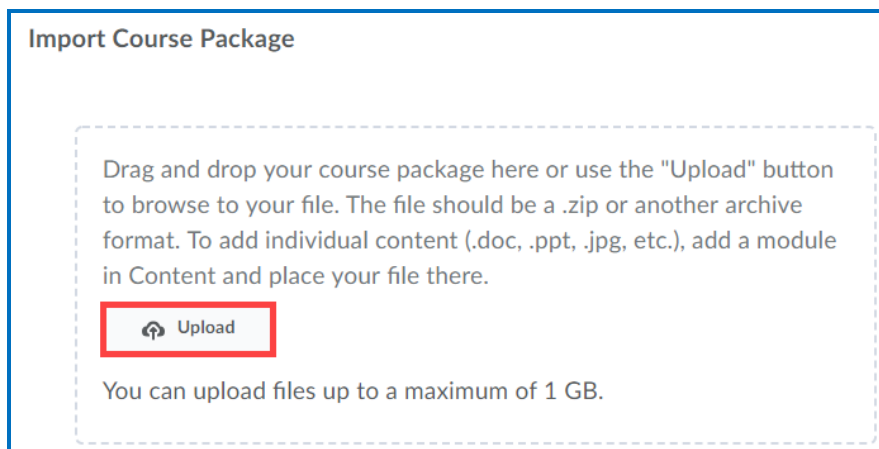 Import Course Package
Drag and drop your course package here or use the "Upload" button
to browse to your file. The file should be a .zip or another archive
format. To add individual content (.doc, .ppt, .jpg, etc.), add a module
in Content and place your file there.
Upload
You can upload files up to a maximum of 1 GB.